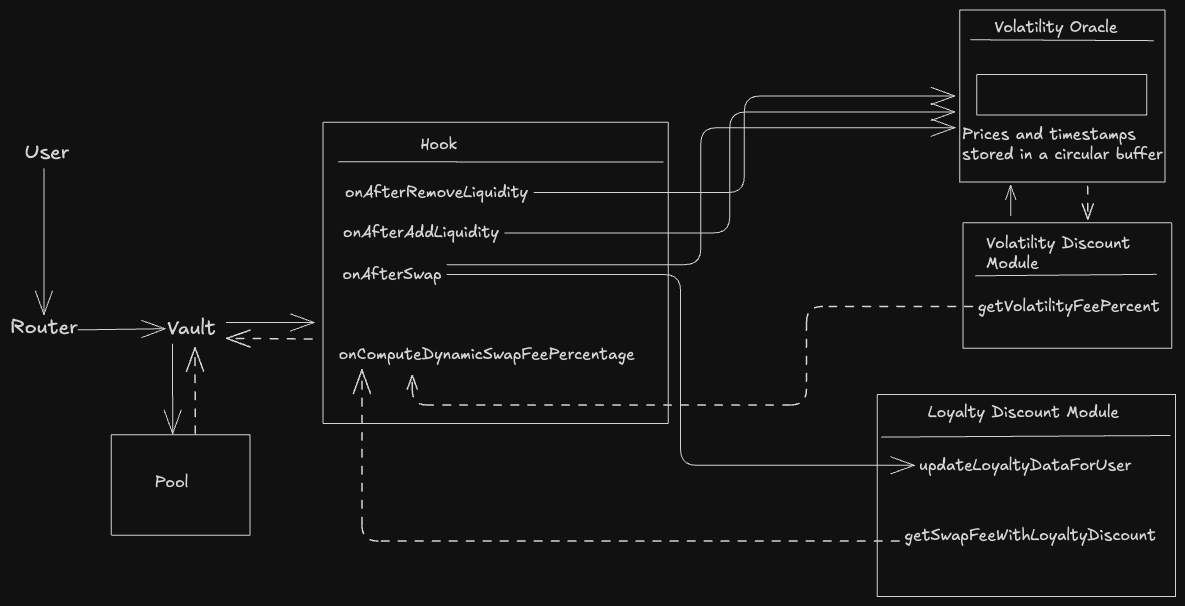 User
Router
Vault
Pool
Hook
onAfterRemoveLiquidity
onAfterAddLiquidity
onAfterSwap
onComputeDynamicSwapFeePercentage
Volatility Oracle
Prices and timestamps
stored in a circular buffer
Volatility Discount
Module
getVolatilityFeePercent
Loyalty Discount Module
updateLoyaltyDataForUser
getSwapFeeWithLoyaltyDiscount